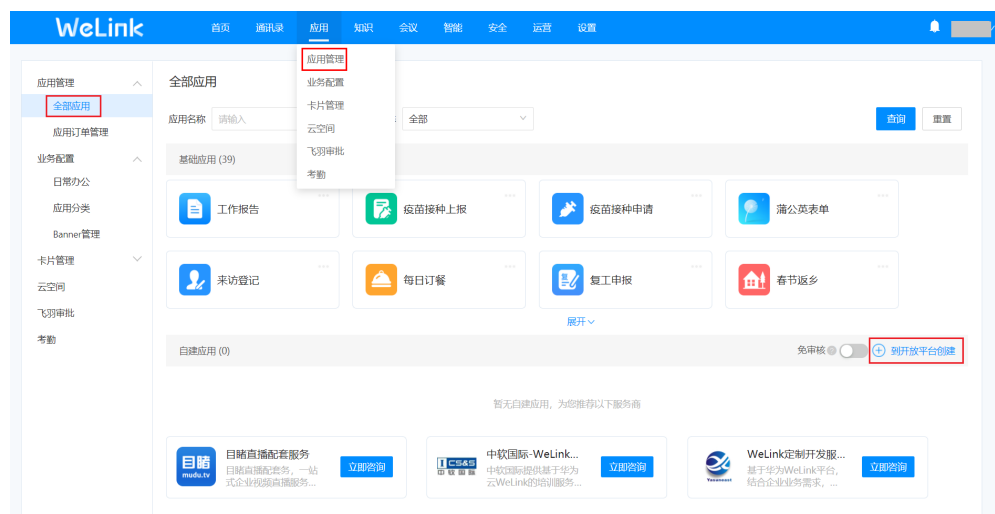 WeLink 首页 通讯录 应用 知识 会议 智能 安全 运营 设置
应用管理
业务配置
卡片管理
云空间
飞羽审批
考勤
应用管理
全部应用
应用订单管理
业务配置
日常办公
应用分类
Banner管理
卡片管理
云空间
飞羽审批
考勤
全部应用
应用名称 请输入 全部 查询 重置
基础应用 (39)
工作报告 疫苗接种上报 疫苗接种申请 蒲公英表单
来访登记 每日订餐 复工申报 春节返乡
展开
自建应用 (0) 免审核 到开放平台创建
暂无自建应用，为您推荐以下服务商
目睹
mudu.tv
目睹直播配套服务
目睹直播配套务，一站
式企业视频直播服务...
立即咨询
CS&S
中软国际
中软国际-WeLink...
中软国际提供基于华为
云WeLink的培训服务...
立即咨询
WeLink定制开发服...
基于华为WeLink平台，
结合企业业务需求，...
立即咨询